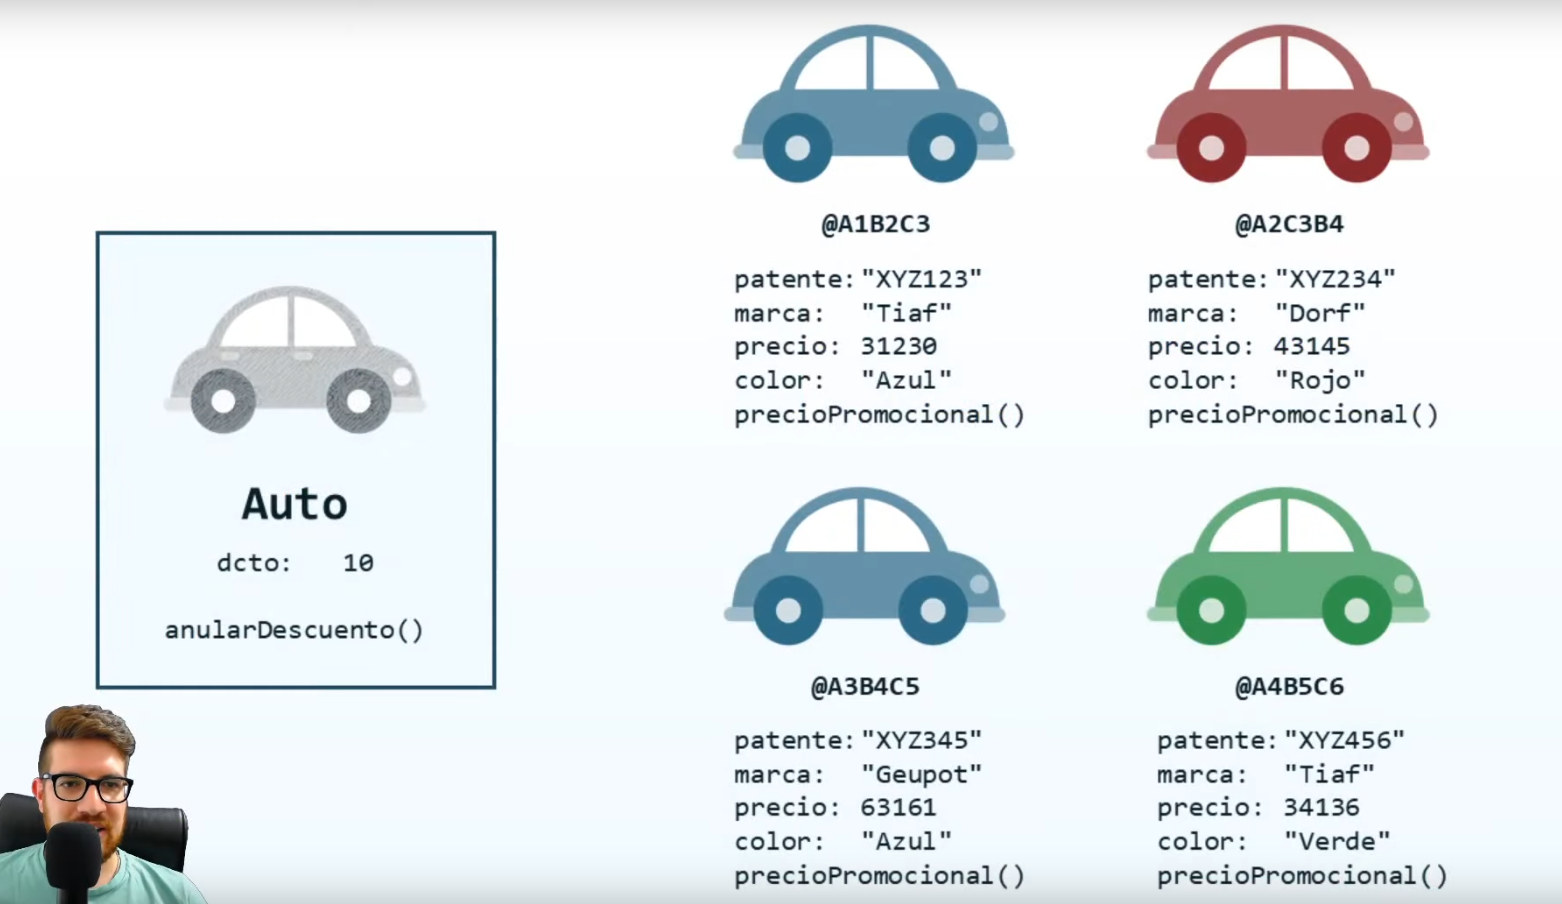 Auto
dcto: 10
anularDescuento()
@A1B2C3
patente: "XYZ123"
marca: "Tiaf"
precio: 31230
color: "Azul"
precioPromocional()
@A2C3B4
patente: "XYZ234"
marca: "Dorf"
precio: 43145
color: "Rojo"
precioPromocional()
@A3B4C5
patente: "XYZ345"
marca: "Geupot"
precio: 63161
color: "Azul"
precioPromocional()
@A4B5C6
patente: "XYZ456"
marca: "Tiaf"
precio: 34136
color: "Verde"
precioPromocional()